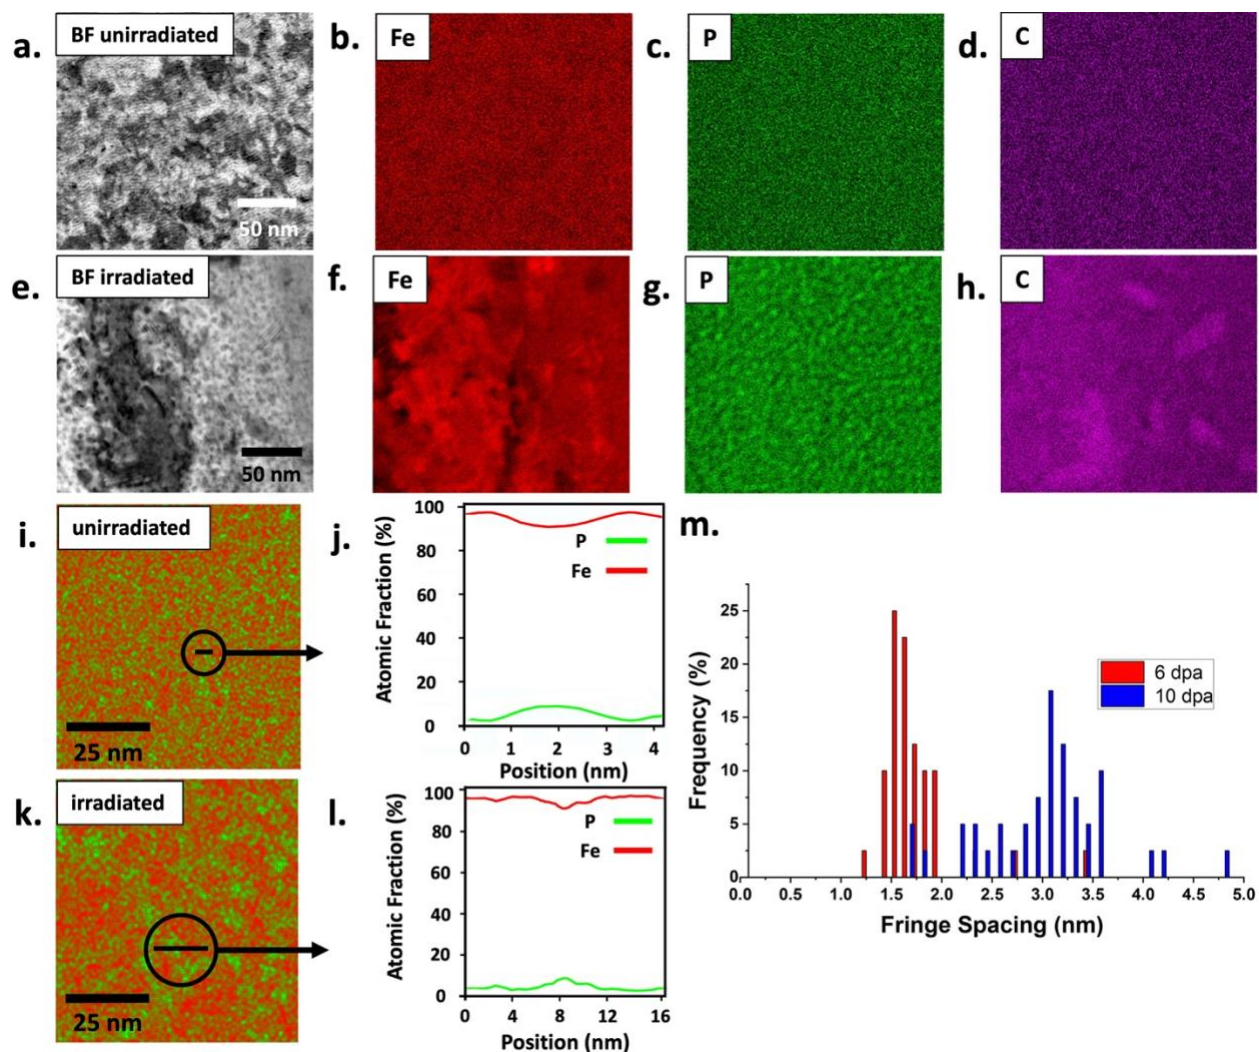 a. BF unirradiated
50 nm
b. Fe
c. P
d. C
e. BF irradiated
50 nm
f. Fe
g. P
h. C
i. unirradiated
25 nm
j.
Atomic Fraction (%)
100
80
60
40
20
0
P
Fe
0 1 2 3 4
Position (nm)
k. irradiated
25 nm
l.
Atomic Fraction (%)
100
80
60
40
20
0
P
Fe
0 4 8 12 16
Position (nm)
m.
Frequency (%)
25
20
15
10
5
0
6 dpa
10 dpa
0.0 0.5 1.0 1.5 2.0 2.5 3.0 3.5 4.0 4.5 5.0
Fringe Spacing (nm)